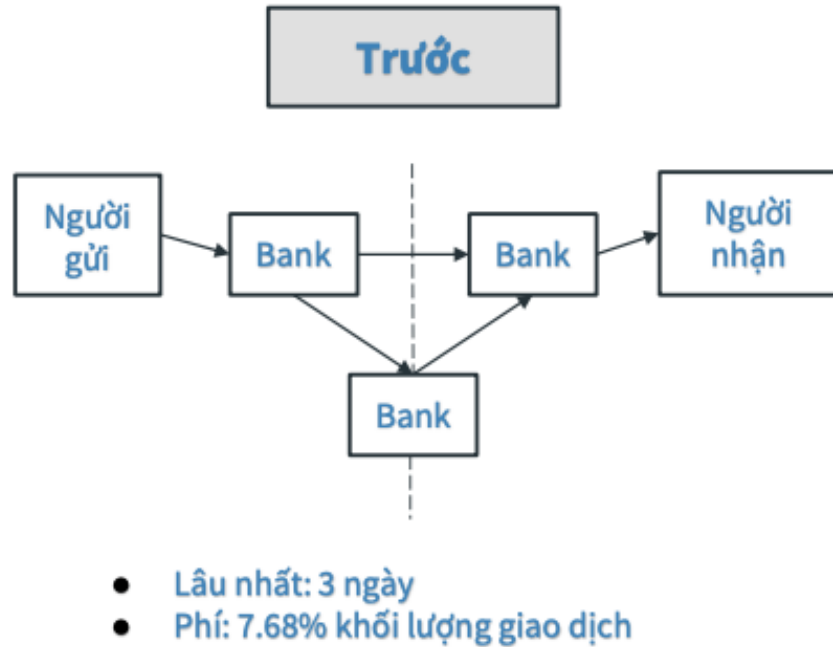 Trước
Người
gửi
Bank
Bank
Người
nhận
Bank
● Lâu nhất: 3 ngày
● Phí: 7.68% khối lượng giao dịch